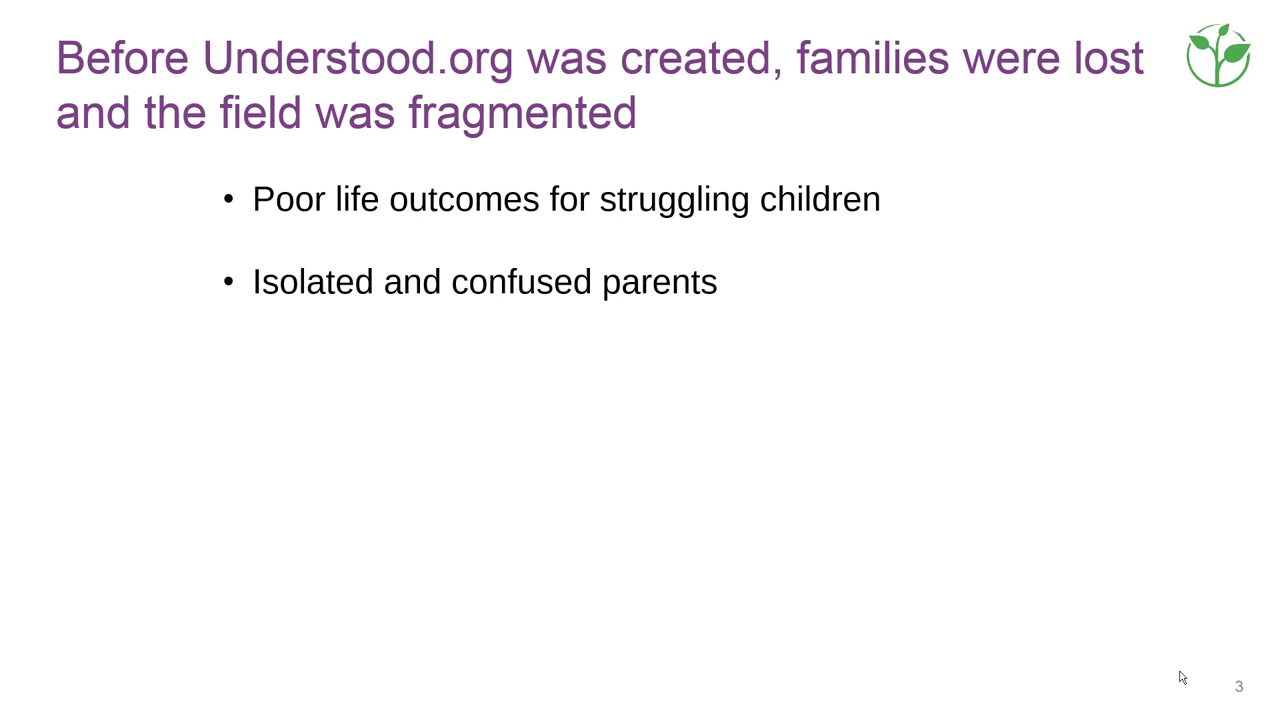 Before Understood.org was created, families were lost
and the field was fragmented
• Poor life outcomes for struggling children
• Isolated and confused parents
3